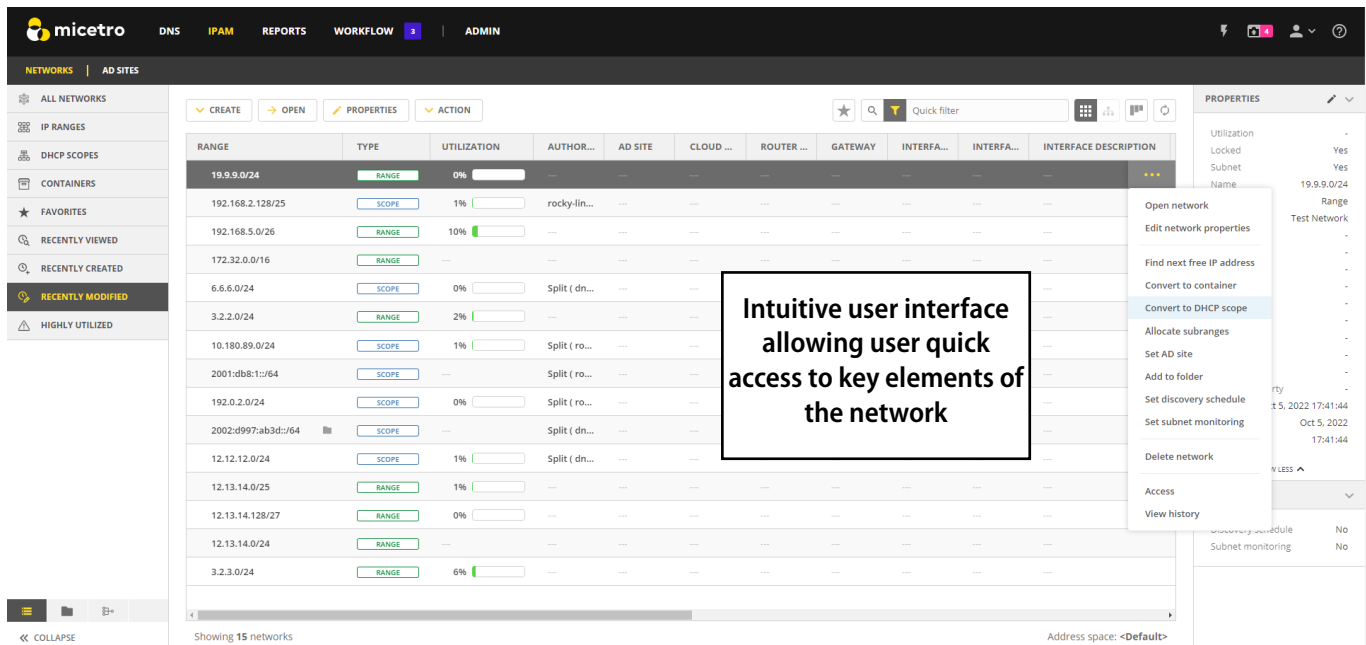 micetro
DNS IPAM REPORTS WORKFLOW 3 | ADMIN
4
NETWORKS | AD SITES
ALL NETWORKS
IP RANGES
DHCP SCOPES
CONTAINERS
FAVORITES
RECENTLY VIEWED
RECENTLY CREATED
RECENTLY MODIFIED
HIGHLY UTILIZED
COLLAPSE
CREATE OPEN PROPERTIES ACTION Quick filter
RANGE TYPE UTILIZATION AUTHOR... AD SITE CLOUD ... ROUTER ... GATEWAY INTERFA... INTERFA... INTERFACE DESCRIPTION
19.9.9.0/24 RANGE 0% --- --- --- --- --- --- --- --- ...
192.168.2.128/25 SCOPE 1% rocky-lin... --- --- --- --- --- --- ---
192.168.5.0/26 RANGE 10% --- --- --- --- --- --- --- ---
172.32.0.0/16 RANGE --- --- --- --- --- --- --- --- ---
6.6.6.0/24 SCOPE 0% Split ( dn... ---
3.2.2.0/24 RANGE 2% --- ---
10.180.89.0/24 SCOPE 1% Split ( ro... ---
2001:db8:1::/64 SCOPE --- Split ( ro... ---
192.0.2.0/24 SCOPE 0% Split ( ro... ---
2002:d997:ab3d::/64 SCOPE --- Split ( dn... ---
12.12.12.0/24 SCOPE 1% Split ( dn... ---
12.13.14.0/25 RANGE 1% --- --- --- --- --- --- --- ---
12.13.14.128/27 RANGE 0% --- --- --- --- --- --- --- ---
12.13.14.0/24 RANGE --- --- --- --- --- --- --- --- ---
3.2.3.0/24 RANGE 6% --- --- --- --- --- --- --- ---
Showing 15 networks
Address space: <Default>
Intuitive user interface
allowing user quick
access to key elements of
the network
Open network
Edit network properties
Find next free IP address
Convert to container
Convert to DHCP scope
Allocate subranges
Set AD site
Add to folder
Set discovery schedule
Set subnet monitoring
Delete network
Access
View history
PROPERTIES
Utilization -
Locked Yes
Subnet Yes
Name 19.9.9.0/24
Range
Test Network
-
-
-
-
-
-
-
-
rty -
t 5, 2022 17:41:44
Oct 5, 2022
17:41:44
LESS
Discovery schedule No
Subnet monitoring No